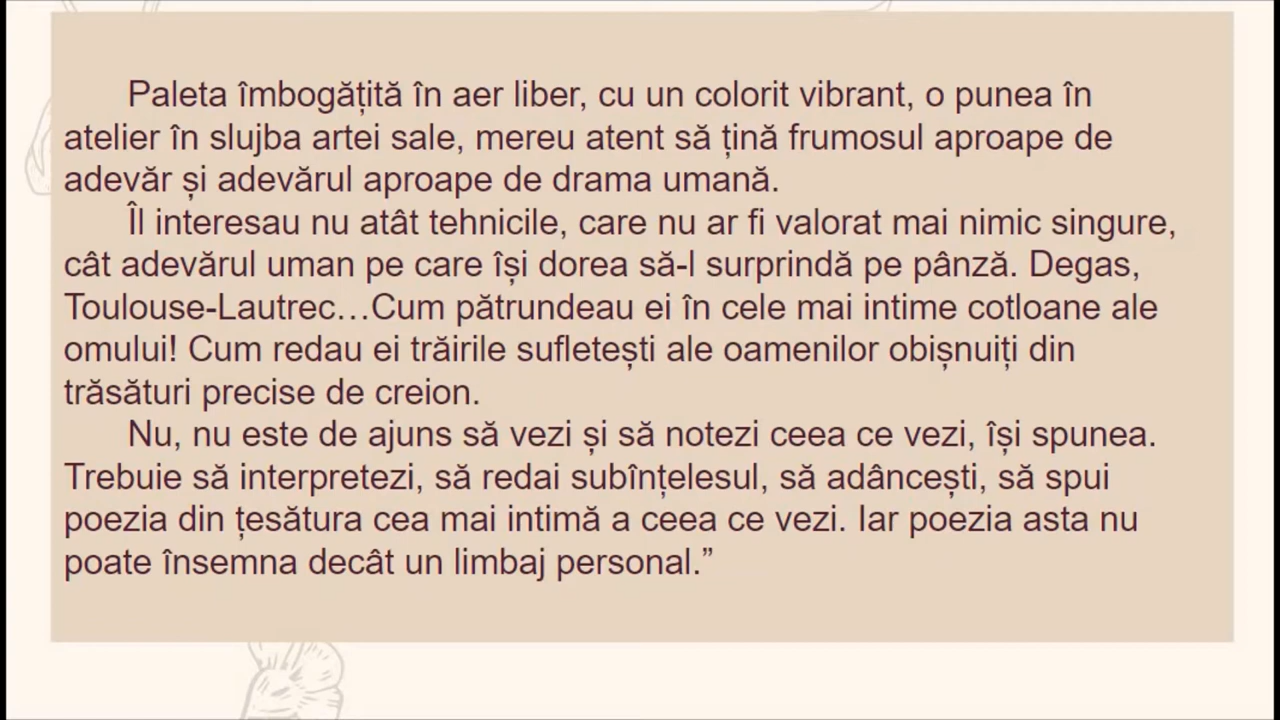 Paleta îmbogățită în aer liber, cu un colorit vibrant, o punea în
atelier în slujba artei sale, mereu atent să țină frumosul aproape de
adevăr și adevărul aproape de drama umană.
Îl interesau nu atât tehnicile, care nu ar fi valorat mai nimic singure,
cât adevărul uman pe care își dorea să-l surprindă pe pânză. Degas,
Toulouse-Lautrec…Cum pătrundeau ei în cele mai intime cotloane ale
omului! Cum redau ei trăirile sufletești ale oamenilor obișnuiți din
trăsături precise de creion.
Nu, nu este de ajuns să vezi și să notezi ceea ce vezi, își spunea.
Trebuie să interpretezi, să redai subînțelesul, să adâncești, să spui
poezia din țesătura cea mai intimă a ceea ce vezi. Iar poezia asta nu
poate însemna decât un limbaj personal.”